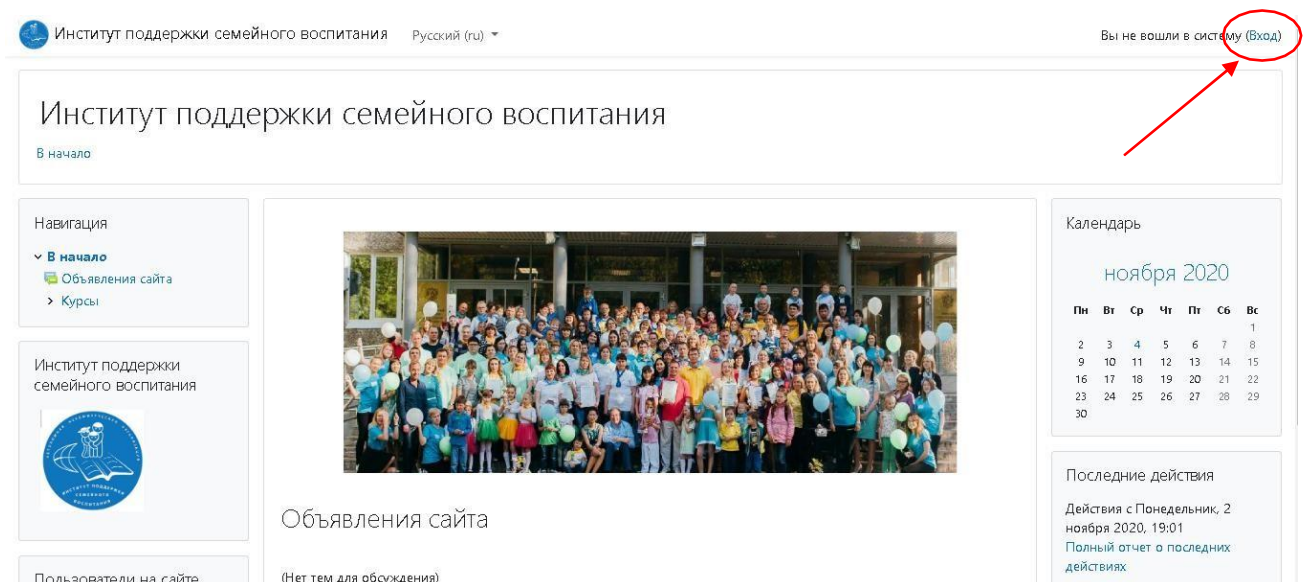 Институт поддержки семейного воспитания Русский (ru)
Вы не вошли в систему (Вход)
Институт поддержки семейного воспитания
В начало
Навигация
В начало
Объявления сайта
Курсы
Институт поддержки
семейного воспитания
Пользователи на сайте
Объявления сайта
(Нет тем для обсуждения)
Календарь
ноября 2020
Пн Вт Ср Чт Пт Сб Вс
1
2 3 4 5 6 7 8
9 10 11 12 13 14 15
16 17 18 19 20 21 22
23 24 25 26 27 28 29
30
Последние действия
Действия с Понедельник, 2
ноября 2020, 19:01
Полный отчет о последних
действиях